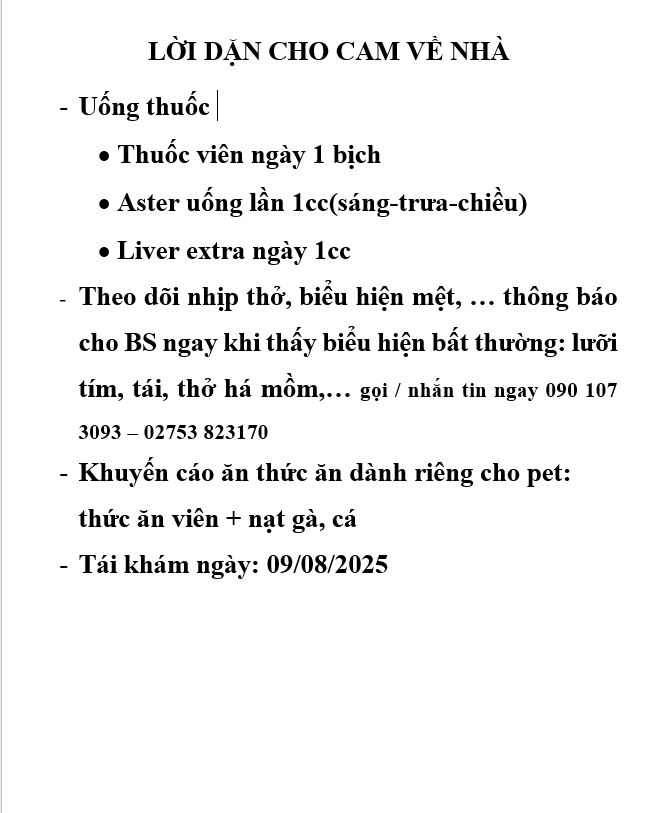 LỜI DẶN CHO CAM VỀ NHÀ
- Uống thuốc
• Thuốc viên ngày 1 bịch
• Aster uống lần 1cc(sáng-trưa-chiều)
• Liver extra ngày 1cc
- Theo dõi nhịp thở, biểu hiện mệt, … thông báo
cho BS ngay khi thấy biểu hiện bất thường: lưỡi
tím, tái, thở há mồm,… gọi / nhắn tin ngay 090 107
3093 – 02753 823170
- Khuyến cáo ăn thức ăn dành riêng cho pet:
thức ăn viên + nạt gà, cá
- Tái khám ngày: 09/08/2025